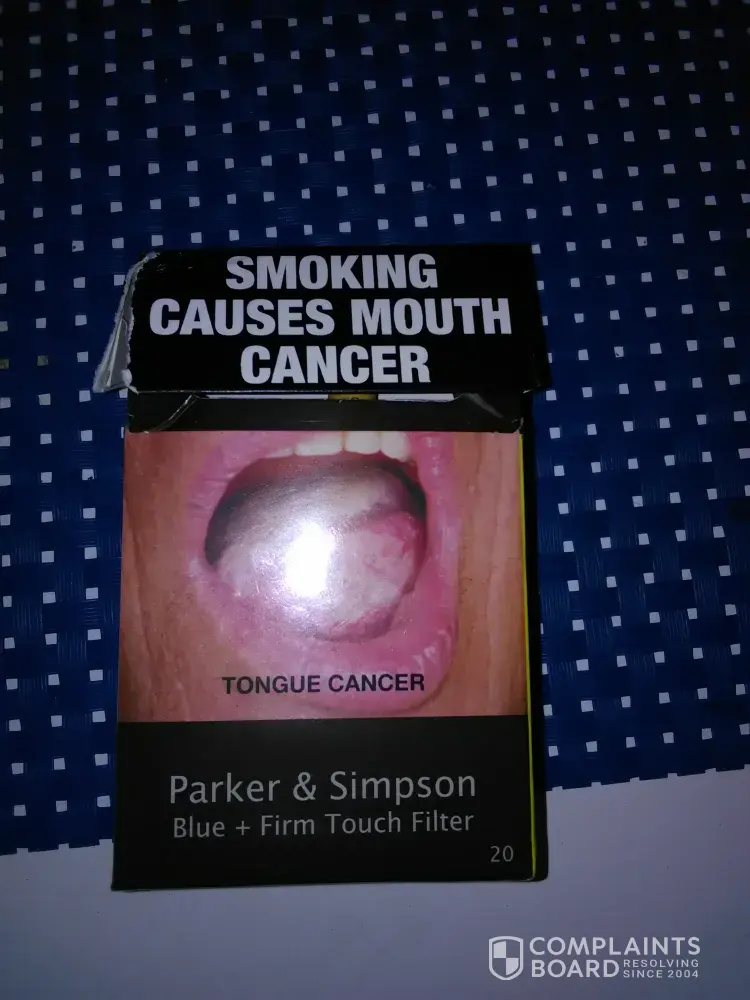 SMOKING
CAUSES MOUTH
CANCER
TONGUE CANCER
Parker & Simpson
Blue + Firm Touch Filter
20
COMPLAINTS
BOARD RESOLVING
SINCE 2004